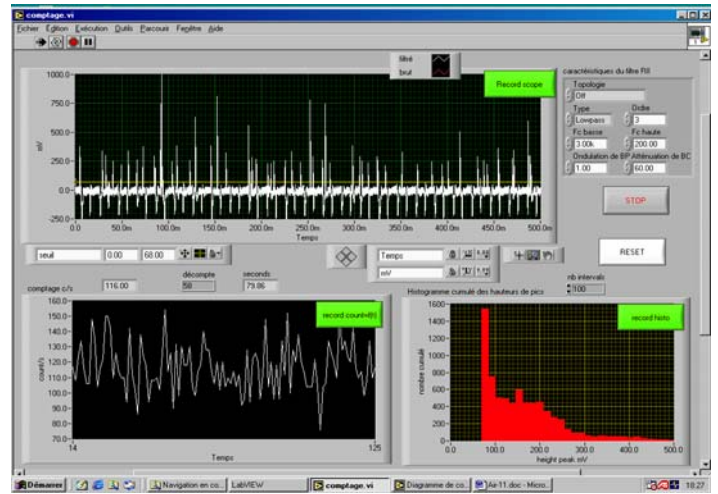 comptage.vi
Fichier Édition Exécution Outils Parcours Fenêtre Aide
filtré
brut
Record scope
1000.0
750.0
500.0
250.0
0.0
-250.0
mV
0.0 50.0m 100.0m 150.0m 200.0m 250.0m 300.0m 350.0m 400.0m 450.0m 500.0m
Temps
caractéristiques du filtre RII
Topologie
Off
Type Ordre
Lowpass 3
Fc basse Fc haute
3.00k 200.00
Ondulation de BP Atténuation de BC
1.00 60.00
STOP
RESET
seuil 0.00 68.00
Temps
mV
comptage c/s 116.00
décompte
58
seconds
79.06
nb intervals
100
record count=f(t)
160.0
150.0
140.0
130.0
120.0
110.0
100.0
90.0
80.0
70.0
count/s
14 125
Temps
Histogramme cumulé des hauteurs de pics
record histo
1600
1400
1200
1000
800
600
400
200
0
nombre cumulé
0.0 100.0 200.0 300.0 400.0 500.0
height peak mV
Démarrer Navigation en co... LabVIEW comptage.vi Diagramme de co... Air-11.doc - Micro... 18:27